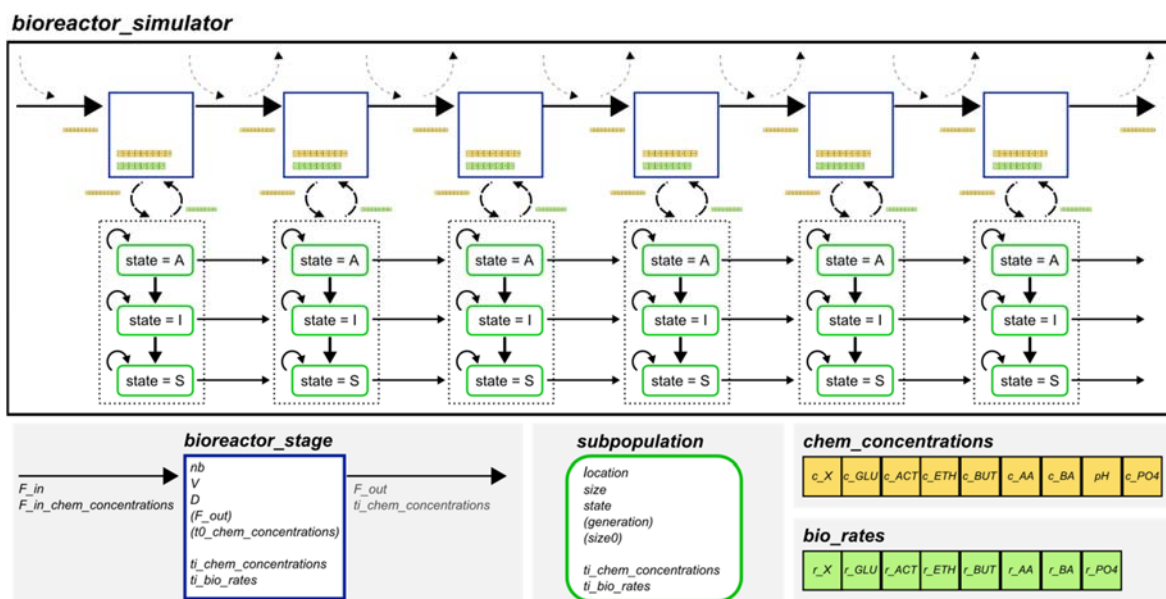 bioreactor_simulator
state = A state = A state = A state = A state = A state = A
state = I state = I state = I state = I state = I state = I
state = S state = S state = S state = S state = S state = S
bioreactor_stage
F_in
F_in_chem_concentrations
nb
V
D
(F_out)
(t0_chem_concentrations)
ti_chem_concentrations
ti_bio_rates
F_out
ti_chem_concentrations
subpopulation
location
size
state
(generation)
(size0)
ti_chem_concentrations
ti_bio_rates
chem_concentrations
c_X c_GLU c_ACT c_ETH c_BUT c_AA c_BA pH c_PO4
bio_rates
r_X r_GLU r_ACT r_ETH r_BUT r_AA r_BA r_PO4